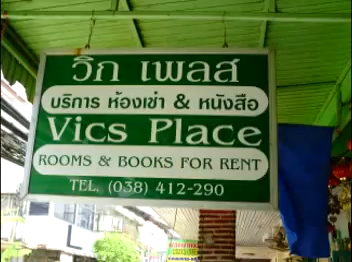 วิก เพลส
บริการ ห้องเช่า & หนังสือ
Vics Place
ROOMS & BOOKS FOR RENT
TEL. (038) 412-290